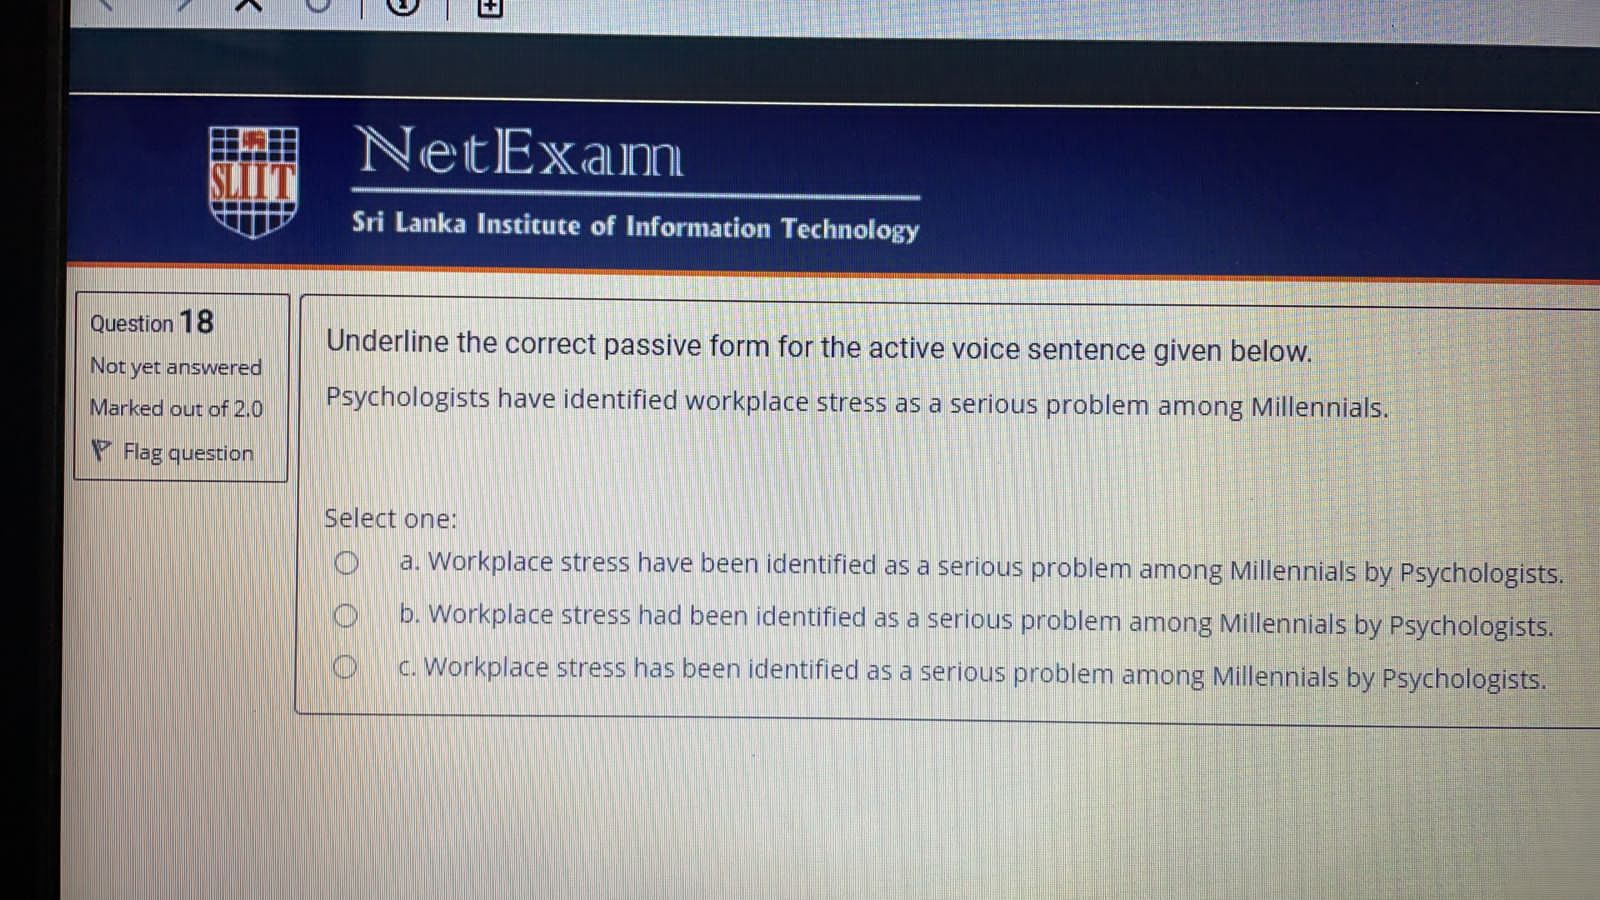 SLIIT
NetExam
Sri Lanka Institute of Information Technology
Question 18
Not yet answered
Marked out of 2.0
Flag question
Underline the correct passive form for the active voice sentence given below.
Psychologists have identified workplace stress as a serious problem among Millennials.
Select one:
a. Workplace stress have been identified as a serious problem among Millennials by Psychologists.
b. Workplace stress had been identified as a serious problem among Millennials by Psychologists.
c. Workplace stress has been identified as a serious problem among Millennials by Psychologists.